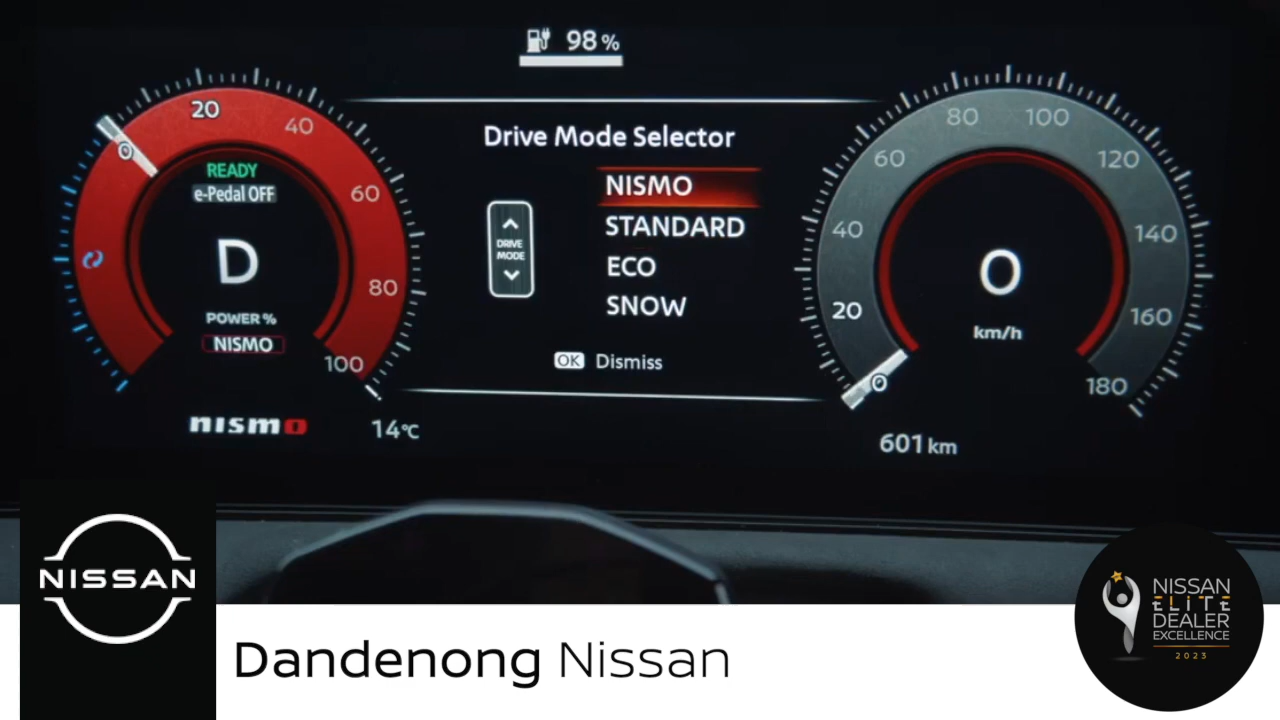 98%
Drive Mode Selector
NISMO
STANDARD
ECO
SNOW
DRIVE
MODE
OK Dismiss
0
20
40
60
80
100
READY
e-Pedal OFF
D
POWER %
NISMO
nismo
14°C
0
20
40
60
80
100
120
140
160
180
0
km/h
601 km
NISSAN
Dandenong Nissan
NISSAN
ELITE
DEALER
EXCELLENCE
2023